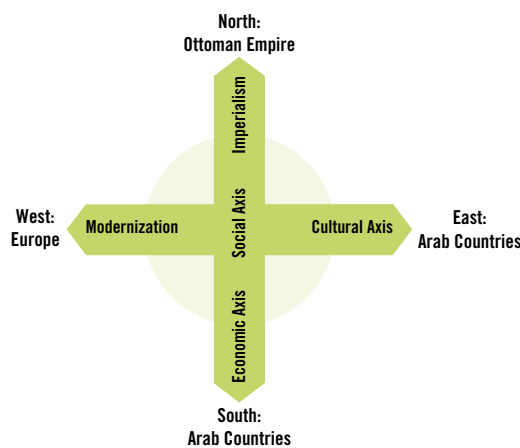 North:
Ottoman Empire
Imperialism
West:
Europe
Modernization
Social Axis
Cultural Axis
East:
Arab Countries
Economic Axis
South:
Arab Countries